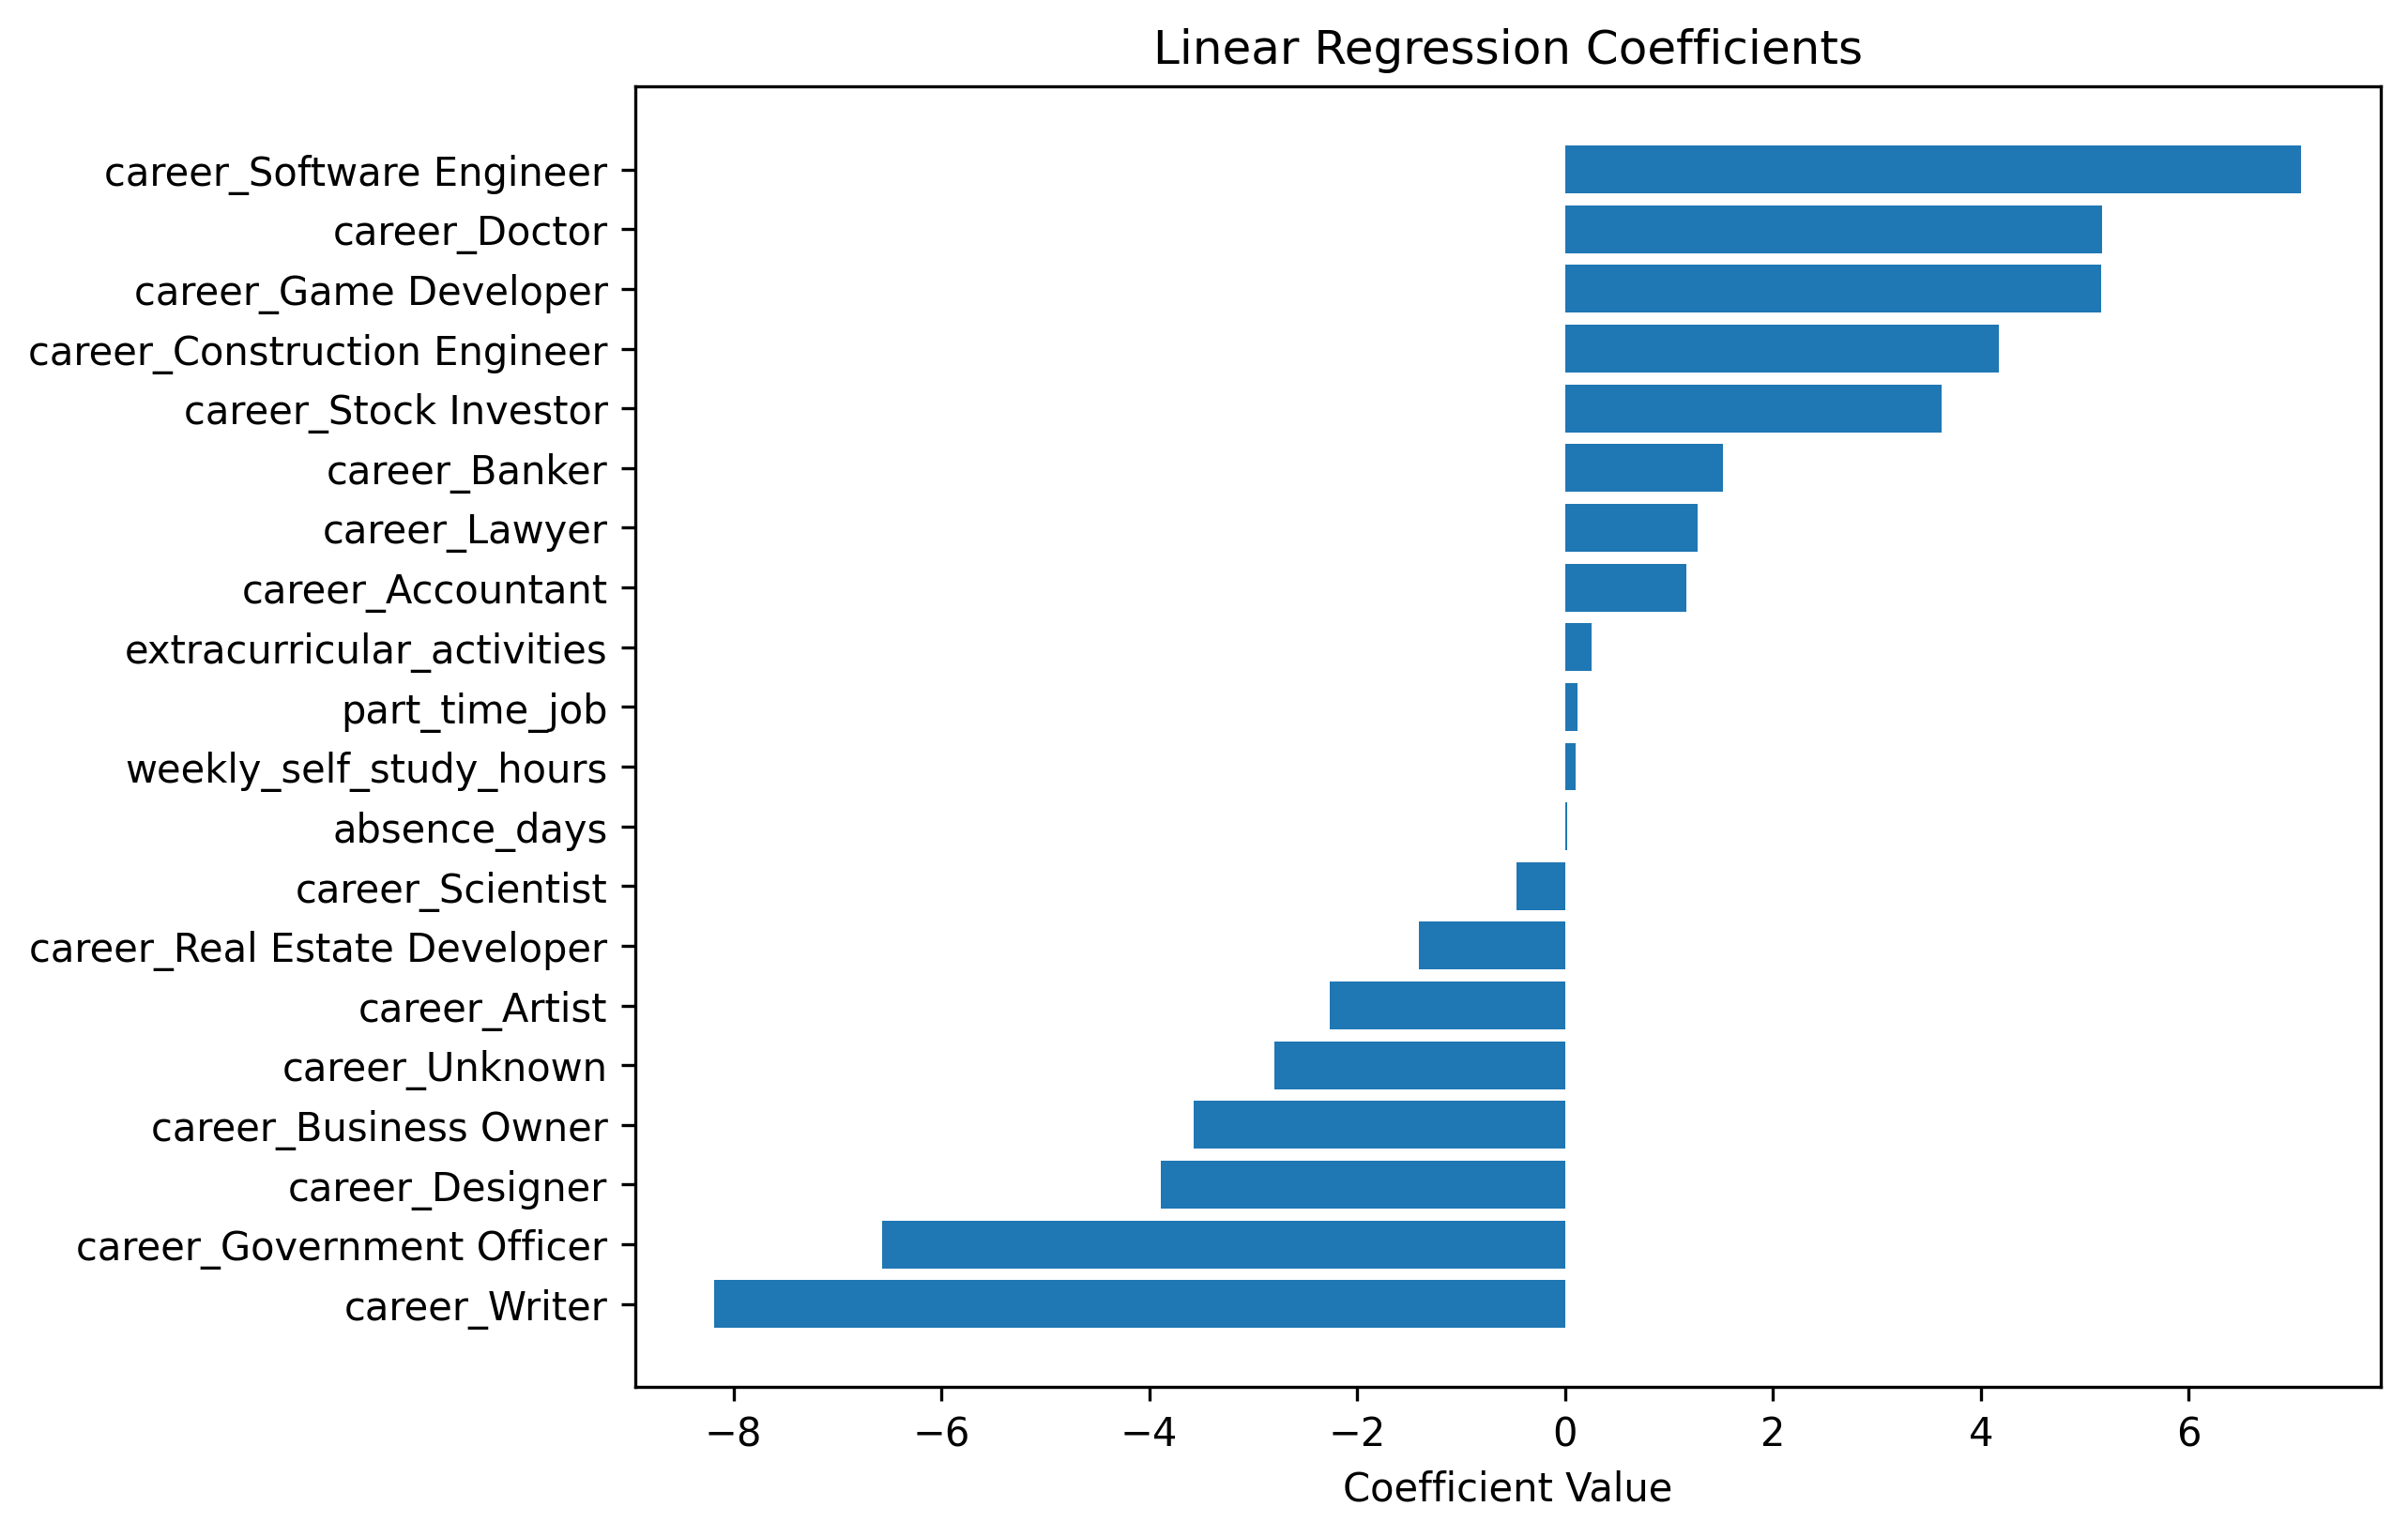 Linear Regression Coefficients
career_Software Engineer
career_Doctor
career_Game Developer
career_Construction Engineer
career_Stock Investor
career_Banker
career_Lawyer
career_Accountant
extracurricular_activities
part_time_job
weekly_self_study_hours
absence_days
career_Scientist
career_Real Estate Developer
career_Artist
career_Unknown
career_Business Owner
career_Designer
career_Government Officer
career_Writer
−8 −6 −4 −2 0 2 4 6
Coefficient Value